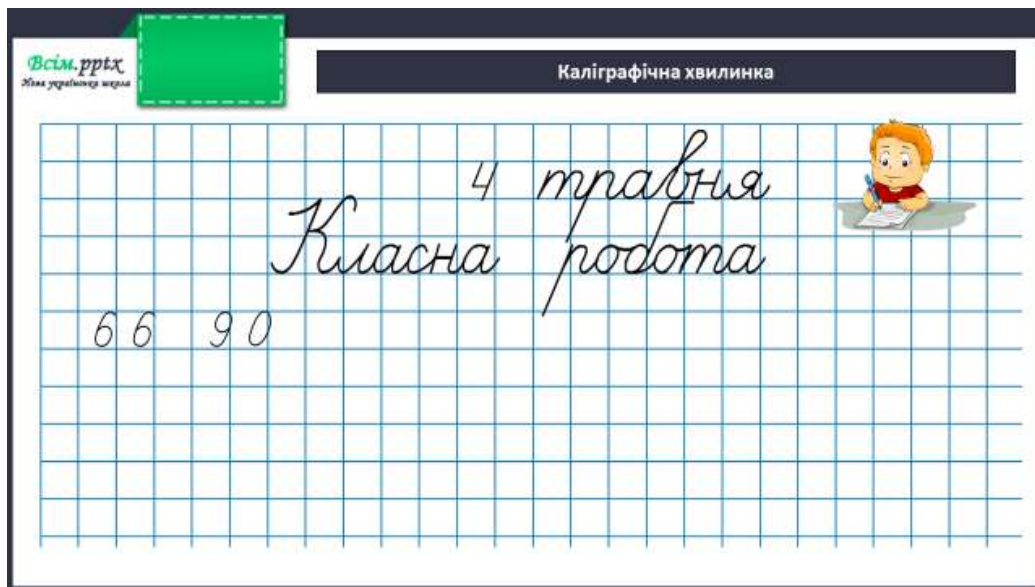 Всім.pptx
Нова українська школа
Каліграфічна хвилинка
4 травня
Класна робота
66 90